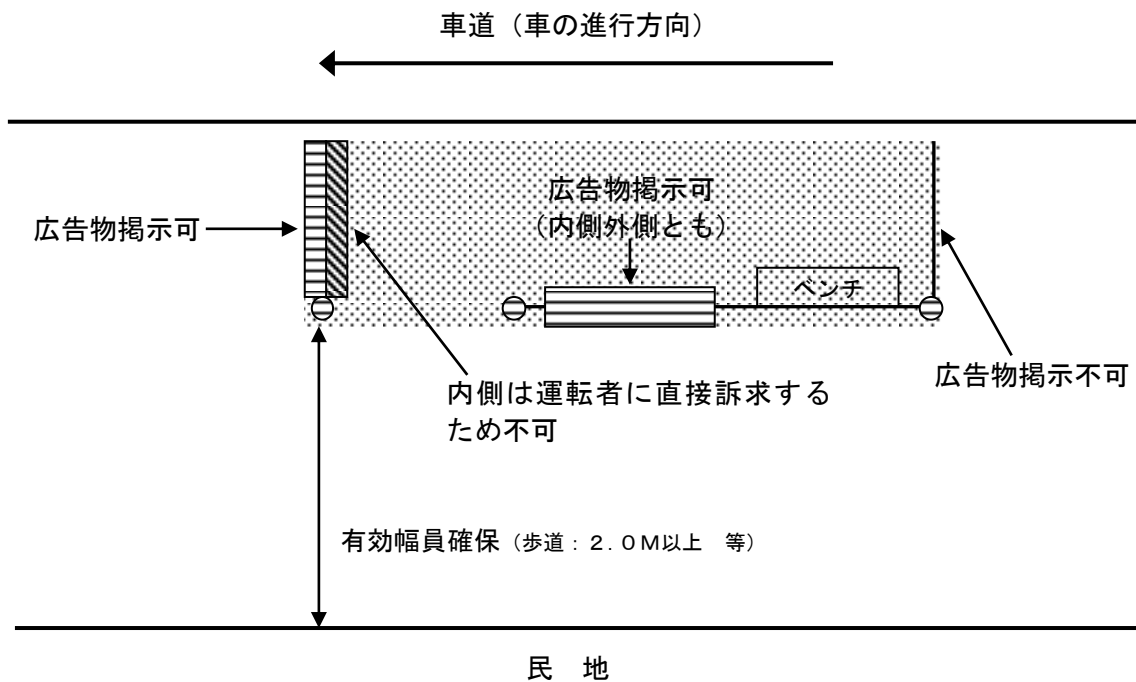 車道（車の進行方向）
広告物掲示可
（内側外側とも）
広告物掲示可
ベンチ
広告物掲示不可
内側は運転者に直接訴求する
ため不可
有効幅員確保（歩道：２.０Ｍ以上　等）
民　地